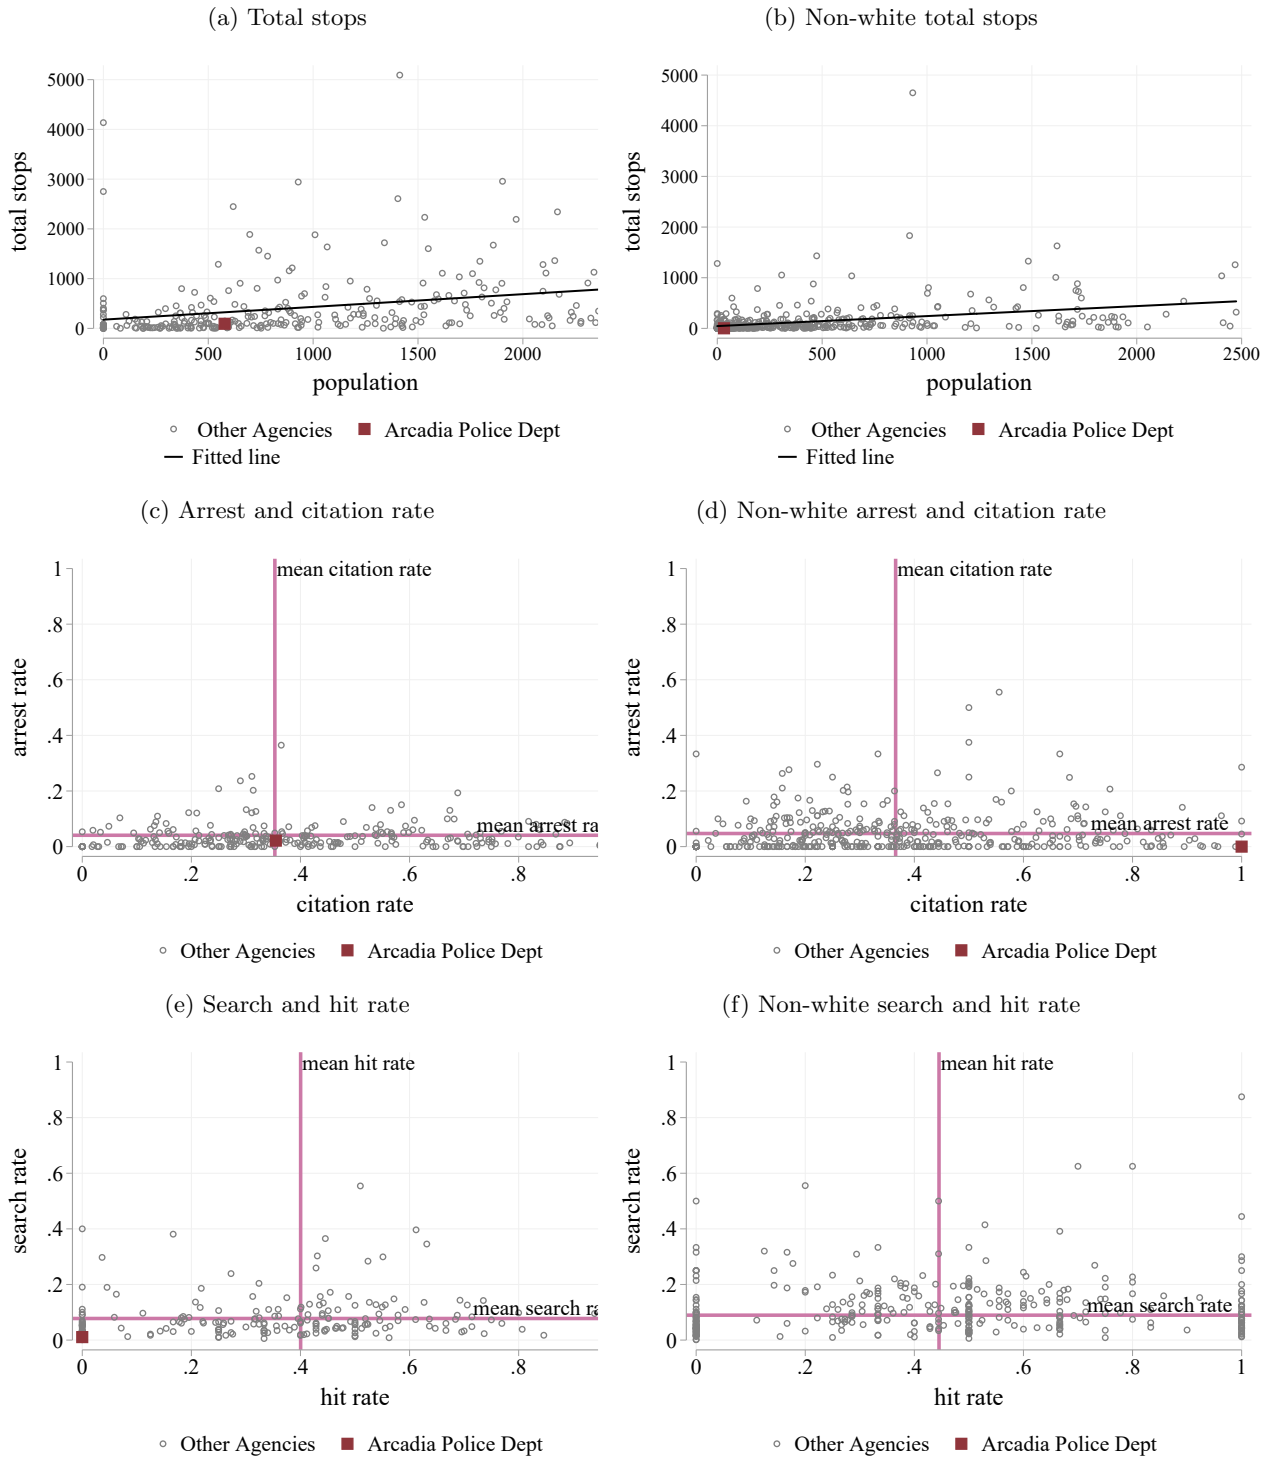 (a) Total stops
(b) Non-white total stops
total stops
5000
4000
3000
2000
1000
0
0 500 1000 1500 2000
population
Other Agencies Arcadia Police Dept
Fitted line
total stops
5000
4000
3000
2000
1000
0
0 500 1000 1500 2000 2500
population
Other Agencies Arcadia Police Dept
Fitted line
(c) Arrest and citation rate
(d) Non-white arrest and citation rate
arrest rate
1
.8
.6
.4
.2
0
mean citation rate
mean arrest ra
0 .2 .4 .6 .8
citation rate
Other Agencies Arcadia Police Dept
arrest rate
1
.8
.6
.4
.2
0
mean citation rate
mean arrest rate
0 .2 .4 .6 .8 1
citation rate
Other Agencies Arcadia Police Dept
(e) Search and hit rate
(f) Non-white search and hit rate
search rate
1
.8
.6
.4
.2
0
mean hit rate
mean search ra
0 .2 .4 .6 .8
hit rate
Other Agencies Arcadia Police Dept
search rate
1
.8
.6
.4
.2
0
mean hit rate
mean search rate
0 .2 .4 .6 .8 1
hit rate
Other Agencies Arcadia Police Dept